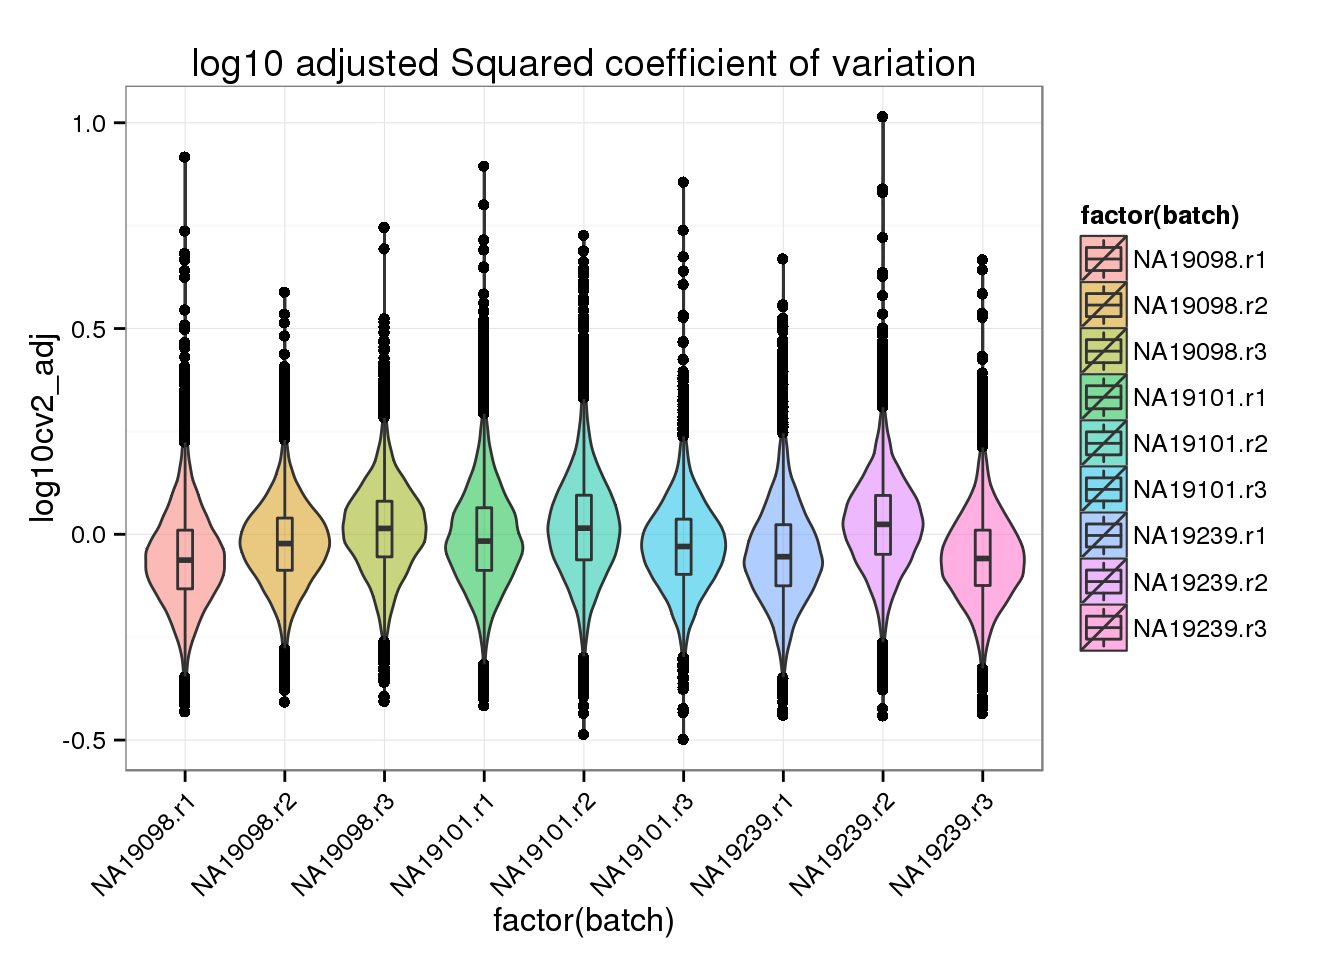 log10 adjusted Squared coefficient of variation
log10cv2_adj
1.0
0.5
0.0
-0.5
NA19098.r1
NA19098.r2
NA19098.r3
NA19101.r1
NA19101.r2
NA19101.r3
NA19239.r1
NA19239.r2
NA19239.r3
factor(batch)
factor(batch)
NA19098.r1
NA19098.r2
NA19098.r3
NA19101.r1
NA19101.r2
NA19101.r3
NA19239.r1
NA19239.r2
NA19239.r3